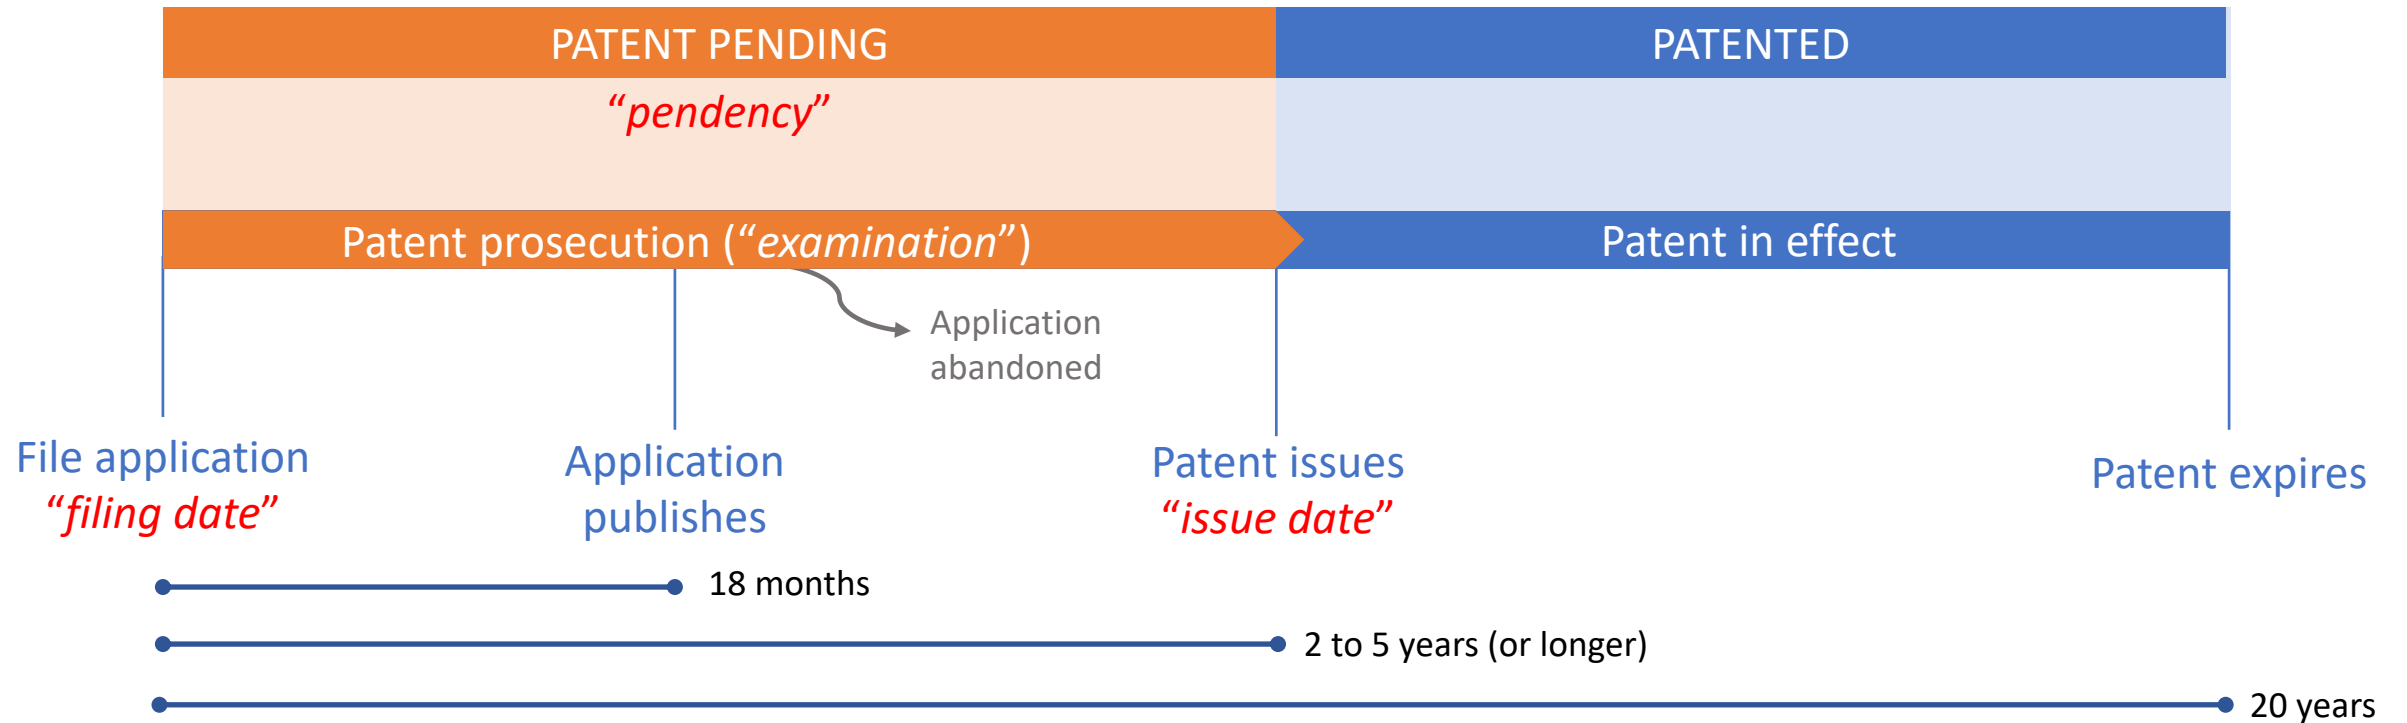 PATENT PENDING
PATENTED
“pendency”
Patent prosecution (“examination”)
Patent in effect
Application
abandoned
File application
“filing date”
Application
publishes
Patent issues
“issue date”
Patent expires
18 months
2 to 5 years (or longer)
20 years